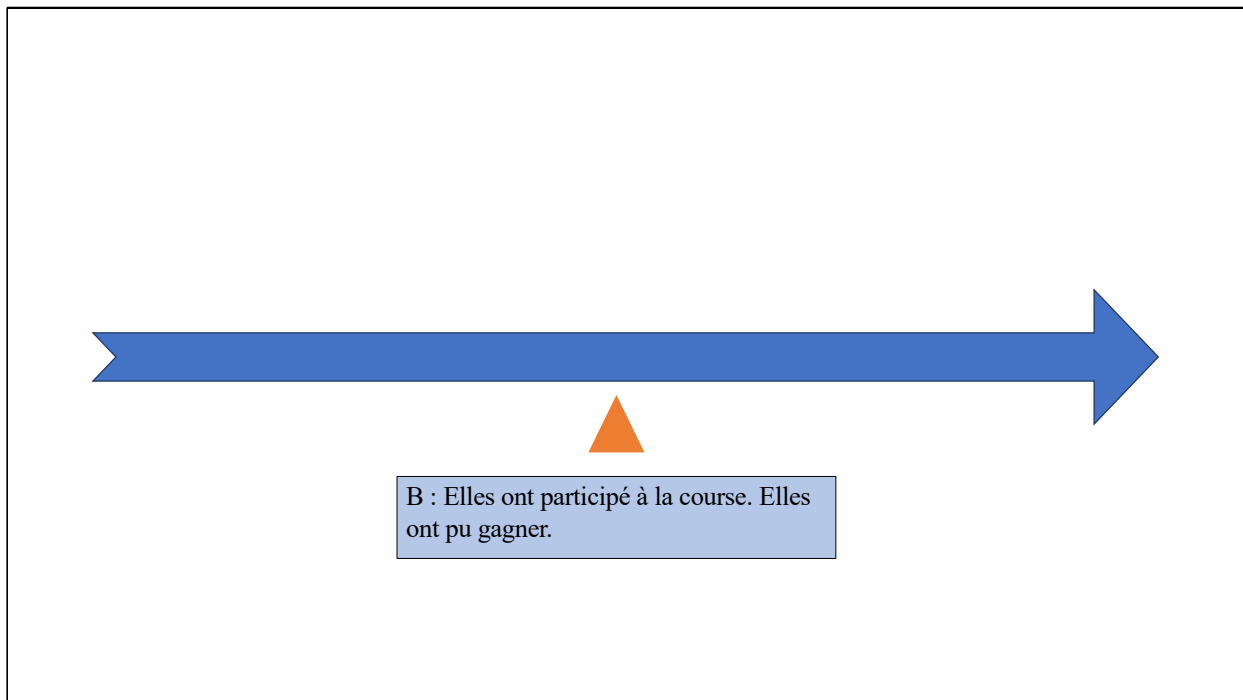 B : Elles ont participé à la course. Elles
ont pu gagner.